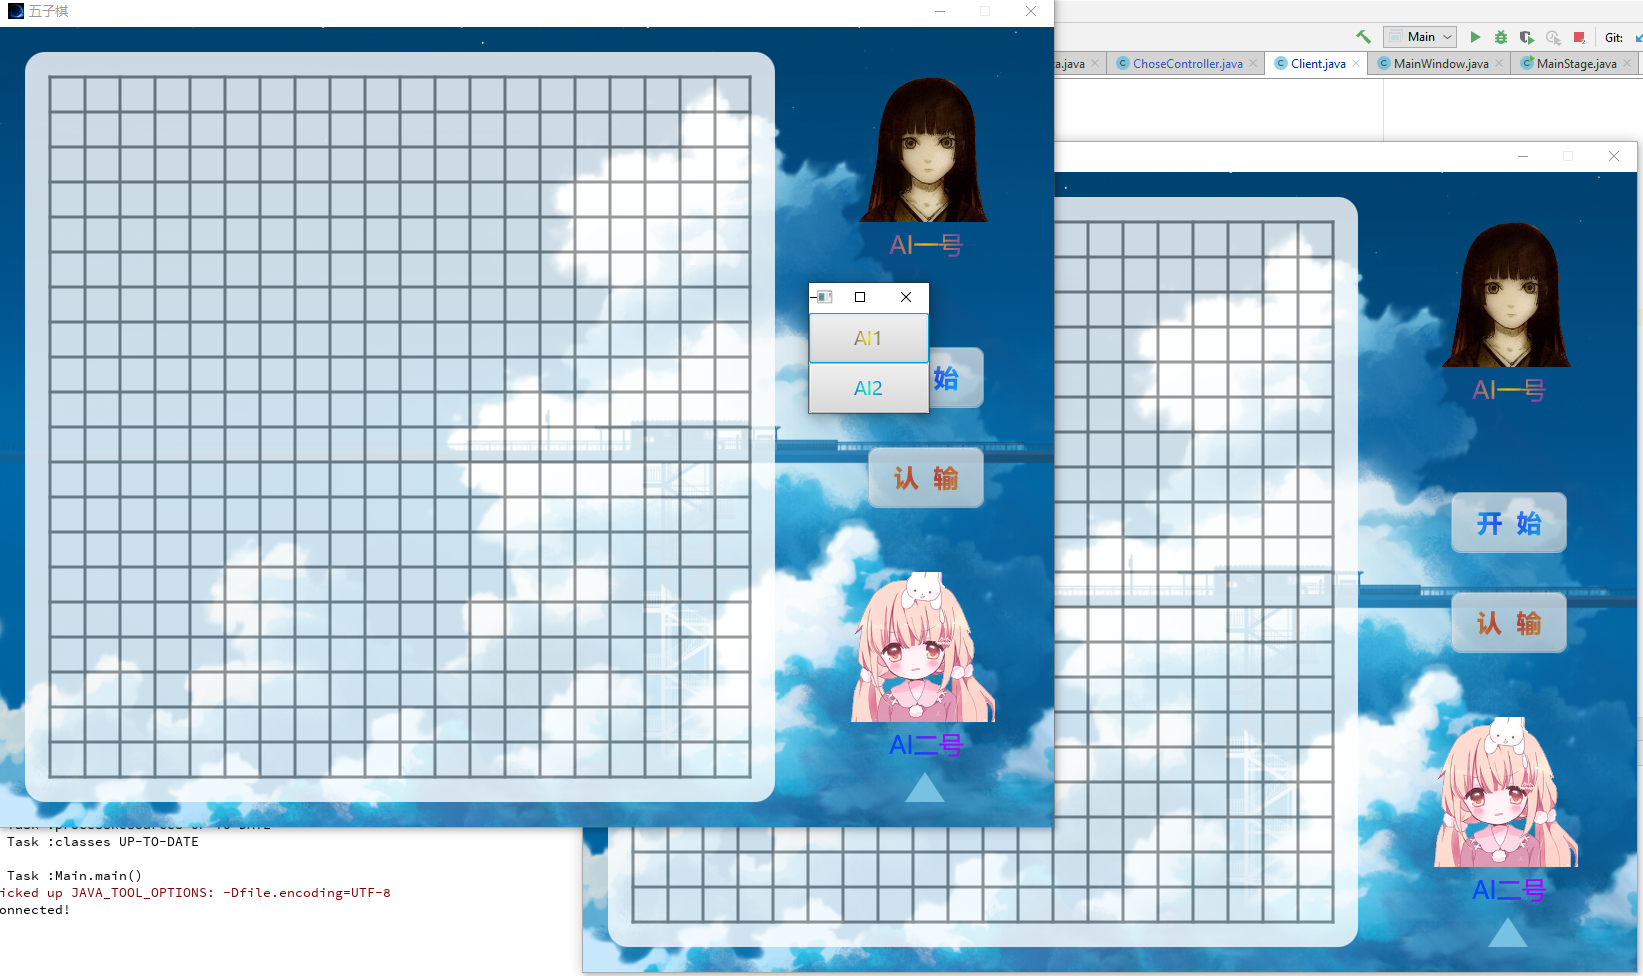 五子棋
Main
Git:
a.java
ChoseController.java
Client.java
MainWindow.java
MainStage.java
AI一号
AI1
AI2
始
认 输
AI二号
AI一号
开 始
认 输
AI二号
Task :classes UP-TO-DATE
Task :Main.main()
icked up JAVA_TOOL_OPTIONS: -Dfile.encoding=UTF-8
onnected!